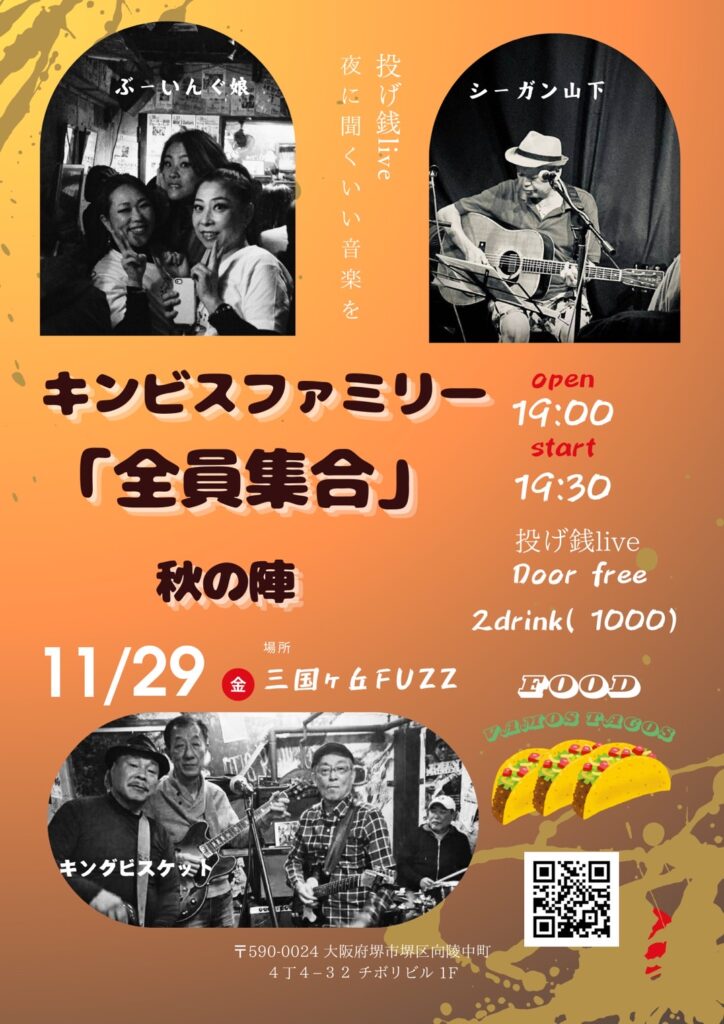 ぶーいんぐ娘
投げ銭live
夜に聞くいい音楽を
シーガン山下
キンビスファミリー
「全員集合」
秋の陣
open
19:00
start
19:30
投げ銭live
Door free
2drink( 1000)
11/29
金
場所
三国ヶ丘FUZZ
FOOD
VAMOS TACOS
キングビスケット
〒590-0024 大阪府堺市堺区向陵中町
４丁４−３２ チボリビル 1F